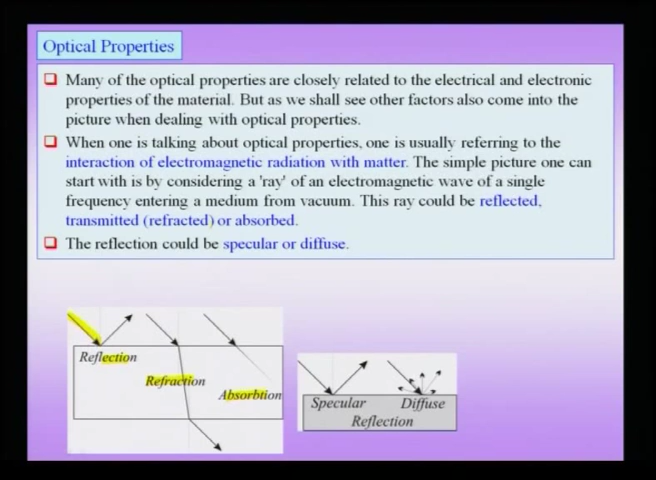 Optical Properties
Many of the optical properties are closely related to the electrical and electronic
properties of the material. But as we shall see other factors also come into the
picture when dealing with optical properties.
When one is talking about optical properties, one is usually referring to the
interaction of electromagnetic radiation with matter. The simple picture one can
start with is by considering a 'ray' of an electromagnetic wave of a single
frequency entering a medium from vacuum. This ray could be reflected,
transmitted (refracted) or absorbed.
The reflection could be specular or diffuse.
Reflection
Refraction
Absorbtion
Specular Diffuse
Reflection